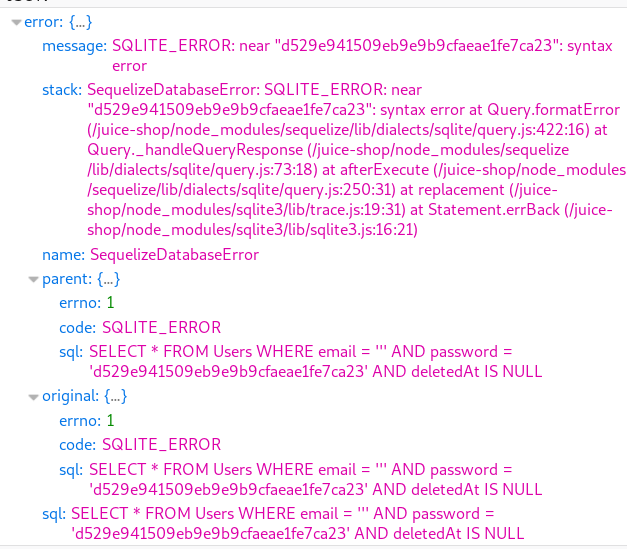 error: {…}
message: SQLITE_ERROR: near "d529e941509eb9e9b9cfaeae1fe7ca23": syntax
error
stack: SequelizeDatabaseError: SQLITE_ERROR: near
"d529e941509eb9e9b9cfaeae1fe7ca23": syntax error at Query.formatError
(/juice-shop/node_modules/sequelize/lib/dialects/sqlite/query.js:422:16) at
Query._handleQueryResponse (/juice-shop/node_modules/sequelize
/lib/dialects/sqlite/query.js:73:18) at afterExecute (/juice-shop/node_modules
/sequelize/lib/dialects/sqlite/query.js:250:31) at replacement (/juice-
shop/node_modules/sqlite3/lib/trace.js:19:31) at Statement.errBack (/juice-
shop/node_modules/sqlite3/lib/sqlite3.js:16:21)
name: SequelizeDatabaseError
parent: {…}
errno: 1
code: SQLITE_ERROR
sql: SELECT * FROM Users WHERE email = ''' AND password =
'd529e941509eb9e9b9cfaeae1fe7ca23' AND deletedAt IS NULL
original: {…}
errno: 1
code: SQLITE_ERROR
sql: SELECT * FROM Users WHERE email = ''' AND password =
'd529e941509eb9e9b9cfaeae1fe7ca23' AND deletedAt IS NULL
sql: SELECT * FROM Users WHERE email = ''' AND password =
'd529e941509eb9e9b9cfaeae1fe7ca23' AND deletedAt IS NULL